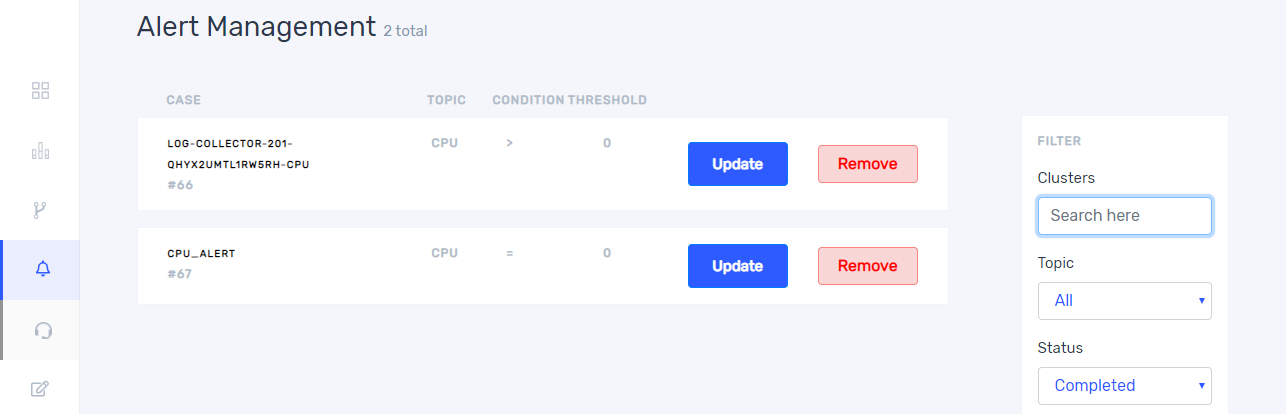 Alert Management 2 total
CASE TOPIC CONDITION THRESHOLD
LOG-COLLECTOR-201-
QHYX2UMTL1RW5RH-CPU
#66
CPU > 0 Update Remove
CPU_ALERT
#67
CPU = 0 Update Remove
FILTER
Clusters
Search here
Topic
All
Status
Completed